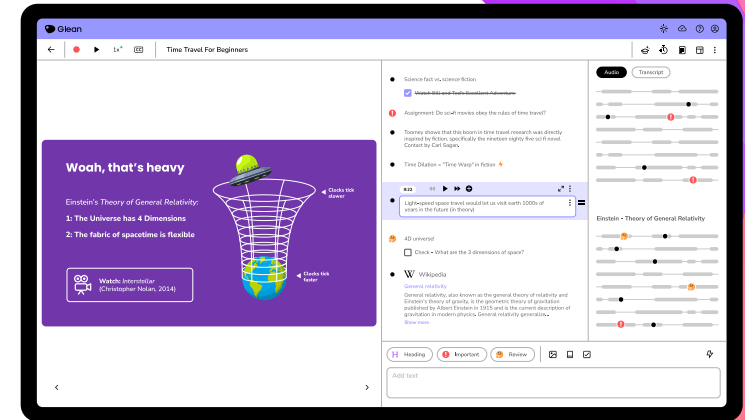 Glean
1x
CC
Time Travel For Beginners
Woah, that's heavy
Einstein's Theory of General Relativity:
1: The Universe has 4 Dimensions
2: The fabric of spacetime is flexible
Watch: Interstellar
(Christopher Nolan, 2014)
Clocks tick
slower
Clocks tick
faster
Science fact vs. science fiction
Watch Bill and Ted's Excellent Adventure
Assignment: Do sci-fi movies obey the rules of time travel?
Toomey shows that this boom in time travel research was directly
inspired by fiction, specifically the nineteen eighty five sci-fi novel
Contact by Carl Sagan.
Time Dilation = "Time Warp" in fiction
8:22
Light-speed space travel would let us visit earth 1000s of
years in the future (in theory)
4D universe!
Check - What are the 3 dimensions of space?
W Wikipedia
General relativity
General relativity, also known as the general theory of relativity and
Einstein's theory of gravity, is the geometric theory of gravitation
published by Albert Einstein in 1915 and is the current description of
gravitation in modern physics. General relativity generalizes...
Show more
H Heading
Important
Review
Add text
Audio
Transcript
Einstein - Theory of General Relativity